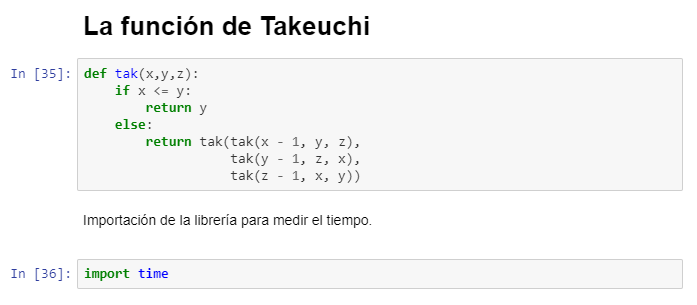 La función de Takeuchi
In [35]: def tak(x,y,z):
    if x <= y:
        return y
    else:
        return tak(tak(x - 1, y, z),
                   tak(y - 1, z, x),
                   tak(z - 1, x, y))
Importación de la librería para medir el tiempo.
In [36]: import time